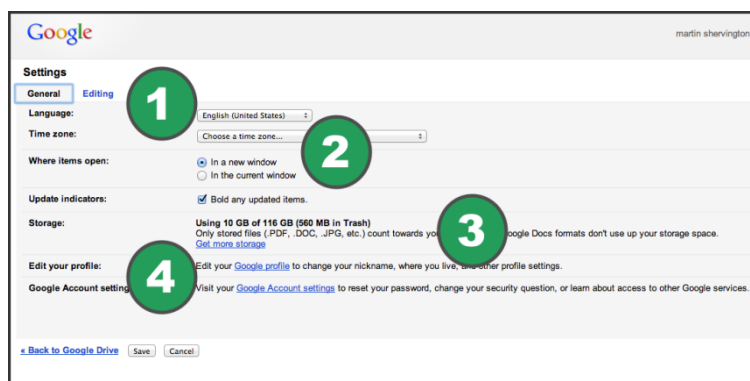 Google
martin shervington
Settings
General Editing
1
Language: English (United States)
Time zone: Choose a time zone...
2
Where items open: In a new window
In the current window
Update indicators: Bold any updated items.
Storage: Using 10 GB of 116 GB (560 MB in Trash)
Only stored files (.PDF, .DOC, .JPG, etc.) count towards Docs formats don't use up your storage space.
3
Get more storage
Edit your profile: Edit your Google profile to change your nickname, where you live, and other profile settings.
4
Google Account Visit your Google Account settings to reset your password, change your security question, or learn about access to other Google services.
« Back to Google Drive Save Cancel